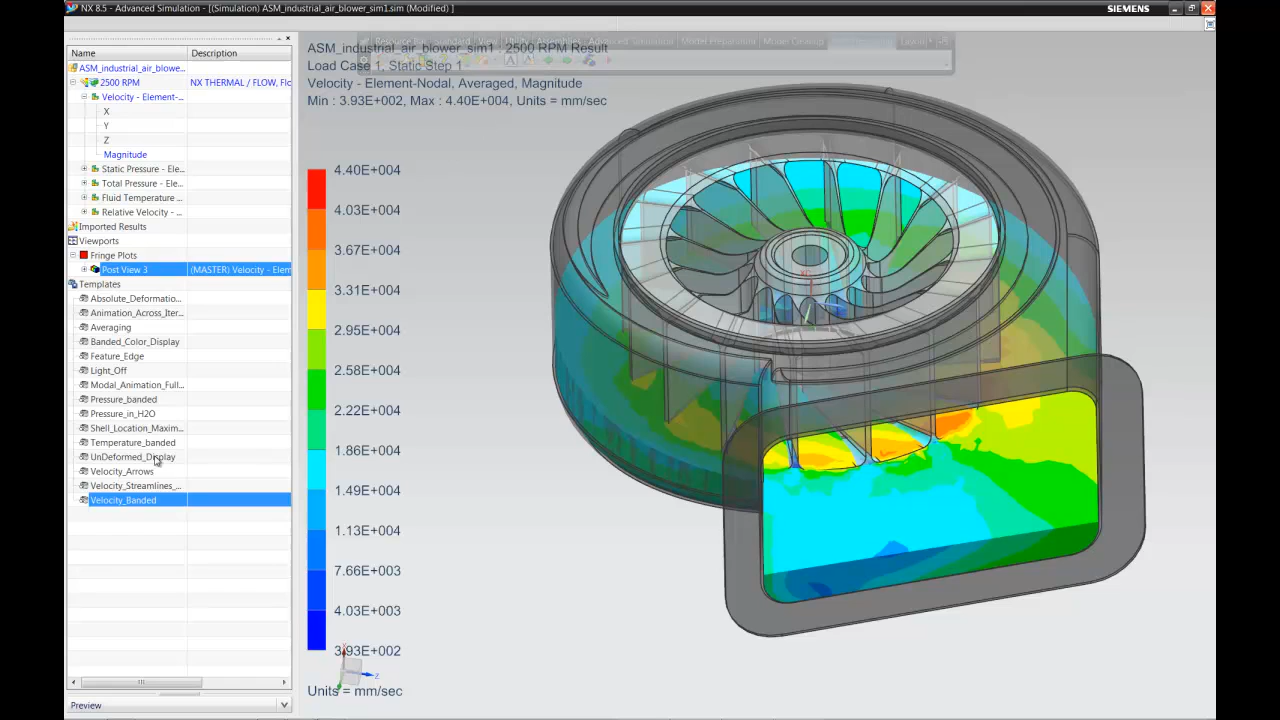 NX 8.5 - Advanced Simulation - [(Simulation) ASM_industrial_air_blower_sim1.sim (Modified) ]
SIEMENS
Name
Description
ASM_industrial_air_blowe...
2500 RPM
NX THERMAL / FLOW, Flo
Velocity - Element-...
X
Y
Z
Magnitude
Static Pressure - Ele...
Total Pressure - Ele...
Fluid Temperature
Relative Velocity - ...
Imported Results
Viewports
Fringe Plots
Post View 3
(MASTER) Velocity - Elem
Templates
Absolute_Deformatio...
Animation_Across_Iter...
Averaging
Banded_Color_Display
Feature_Edge
Light_Off
Modal_Animation_Full...
Pressure_banded
Pressure_in_H2O
Shell_Location_Maxim...
Temperature_banded
UnDeformed_Display
Velocity_Arrows
Velocity_Streamlines_...
Velocity_Banded
Preview
ASM_industrial_air_blower_sim1 : 2500 RPM Result
Load Case 1, Static Step 1
Velocity - Element-Nodal, Averaged, Magnitude
Min : 3.93E+002, Max : 4.40E+004, Units = mm/sec
4.40E+004
4.03E+004
3.67E+004
3.31E+004
2.95E+004
2.58E+004
2.22E+004
1.86E+004
1.49E+004
1.13E+004
7.66E+003
4.03E+003
3.93E+002
Units = mm/sec